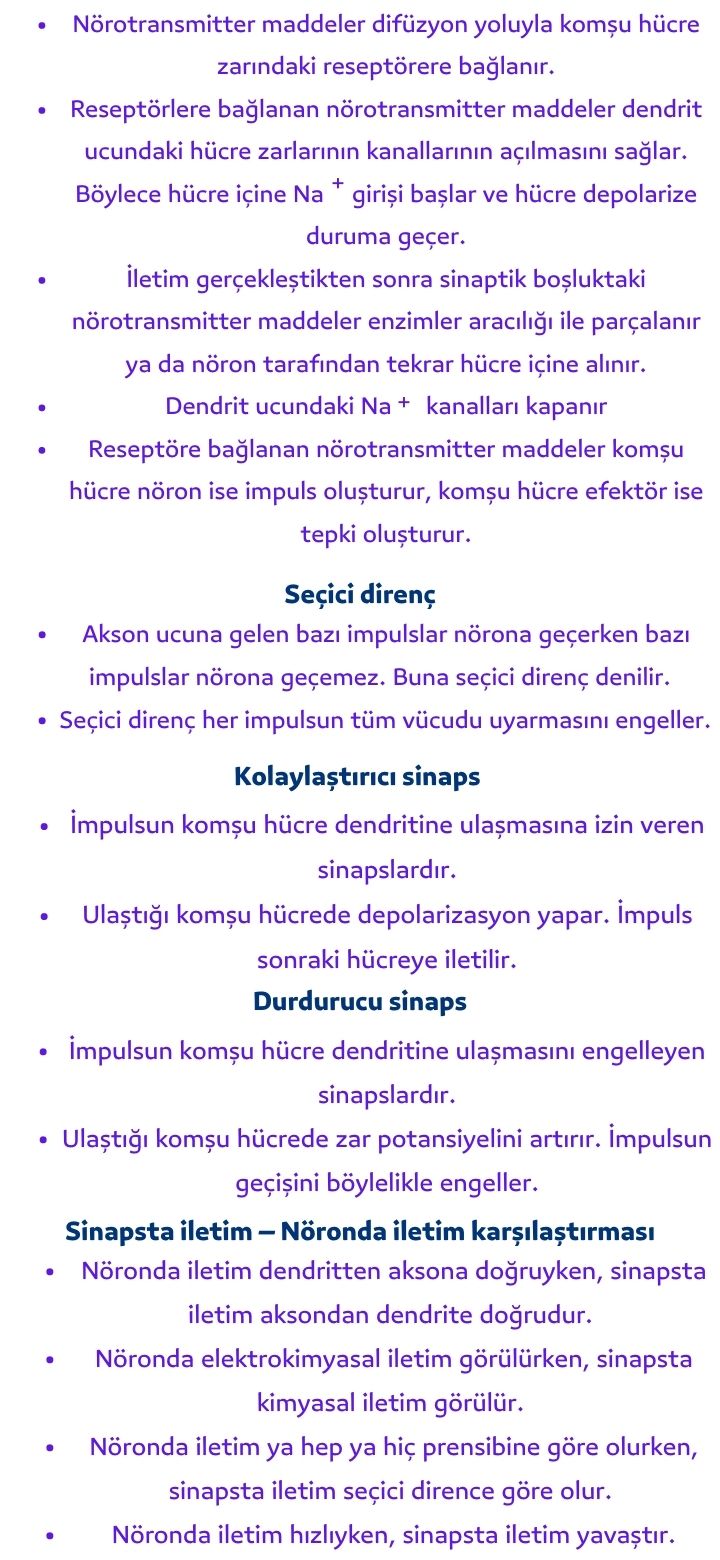 • Nörotransmitter maddeler difüzyon yoluyla komşu hücre
zarındaki reseptörere bağlanır.
• Reseptörlere bağlanan nörotransmitter maddeler dendrit
ucundaki hücre zarlarının kanallarının açılmasını sağlar.
Böylece hücre içine Na + girişi başlar ve hücre depolarize
duruma geçer.
• İletim gerçekleştikten sonra sinaptik boşluktaki
nörotransmitter maddeler enzimler aracılığı ile parçalanır
ya da nöron tarafından tekrar hücre içine alınır.
• Dendrit ucundaki Na + kanalları kapanır
• Reseptöre bağlanan nörotransmitter maddeler komşu
hücre nöron ise impuls oluşturur, komşu hücre efektör ise
tepki oluşturur.
Seçici direnç
• Akson ucuna gelen bazı impulslar nörona geçerken bazı
impulslar nörona geçemez. Buna seçici direnç denilir.
• Seçici direnç her impulsun tüm vücudu uyarmasını engeller.
Kolaylaştırıcı sinaps
• İmpulsun komşu hücre dendritine ulaşmasına izin veren
sinapslardır.
• Ulaştığı komşu hücrede depolarizasyon yapar. İmpuls
sonraki hücreye iletilir.
Durdurucu sinaps
• İmpulsun komşu hücre dendritine ulaşmasını engelleyen
sinapslardır.
• Ulaştığı komşu hücrede zar potansiyelini artırır. İmpulsun
geçişini böylelikle engeller.
Sinapsta iletim – Nöronda iletim karşılaştırması
• Nöronda iletim dendritten aksona doğruyken, sinapsta
iletim aksondan dendrite doğrudur.
• Nöronda elektrokimyasal iletim görülürken, sinapsta
kimyasal iletim görülür.
• Nöronda iletim ya hep ya hiç prensibine göre olurken,
sinapsta iletim seçici dirence göre olur.
• Nöronda iletim hızlıyken, sinapsta iletim yavaştır.